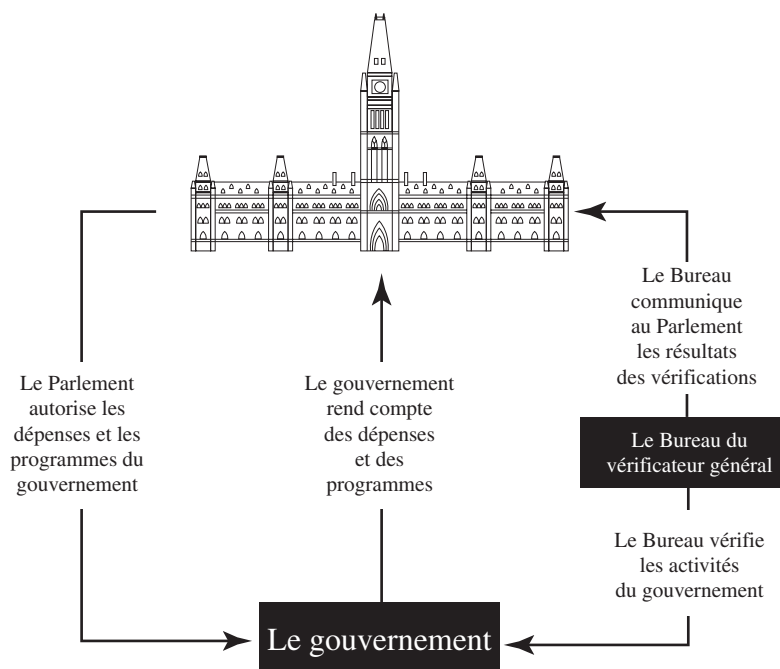 Le Parlement
autorise les
dépenses et les
programmes du
gouvernement
Le gouvernement
rend compte
des dépenses
et des
programmes
Le Bureau
communique
au Parlement
les résultats
des vérifications
Le Bureau du
vérificateur général
Le Bureau vérifie
les activités
du gouvernement
Le gouvernement